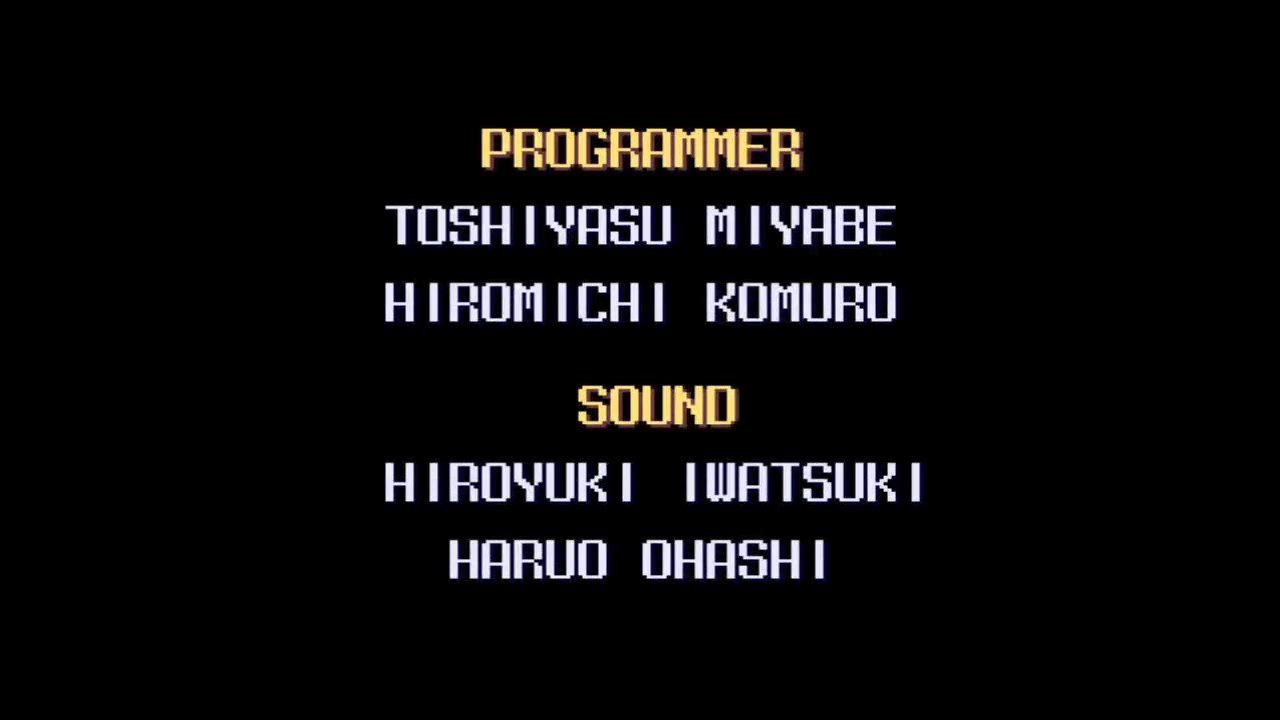 PROGRAMMER
TOSHIYASU MIYABE
HIROMICHI KOMURO
SOUND
HIROYUKI IWATSUKI
HARUO OHASHI